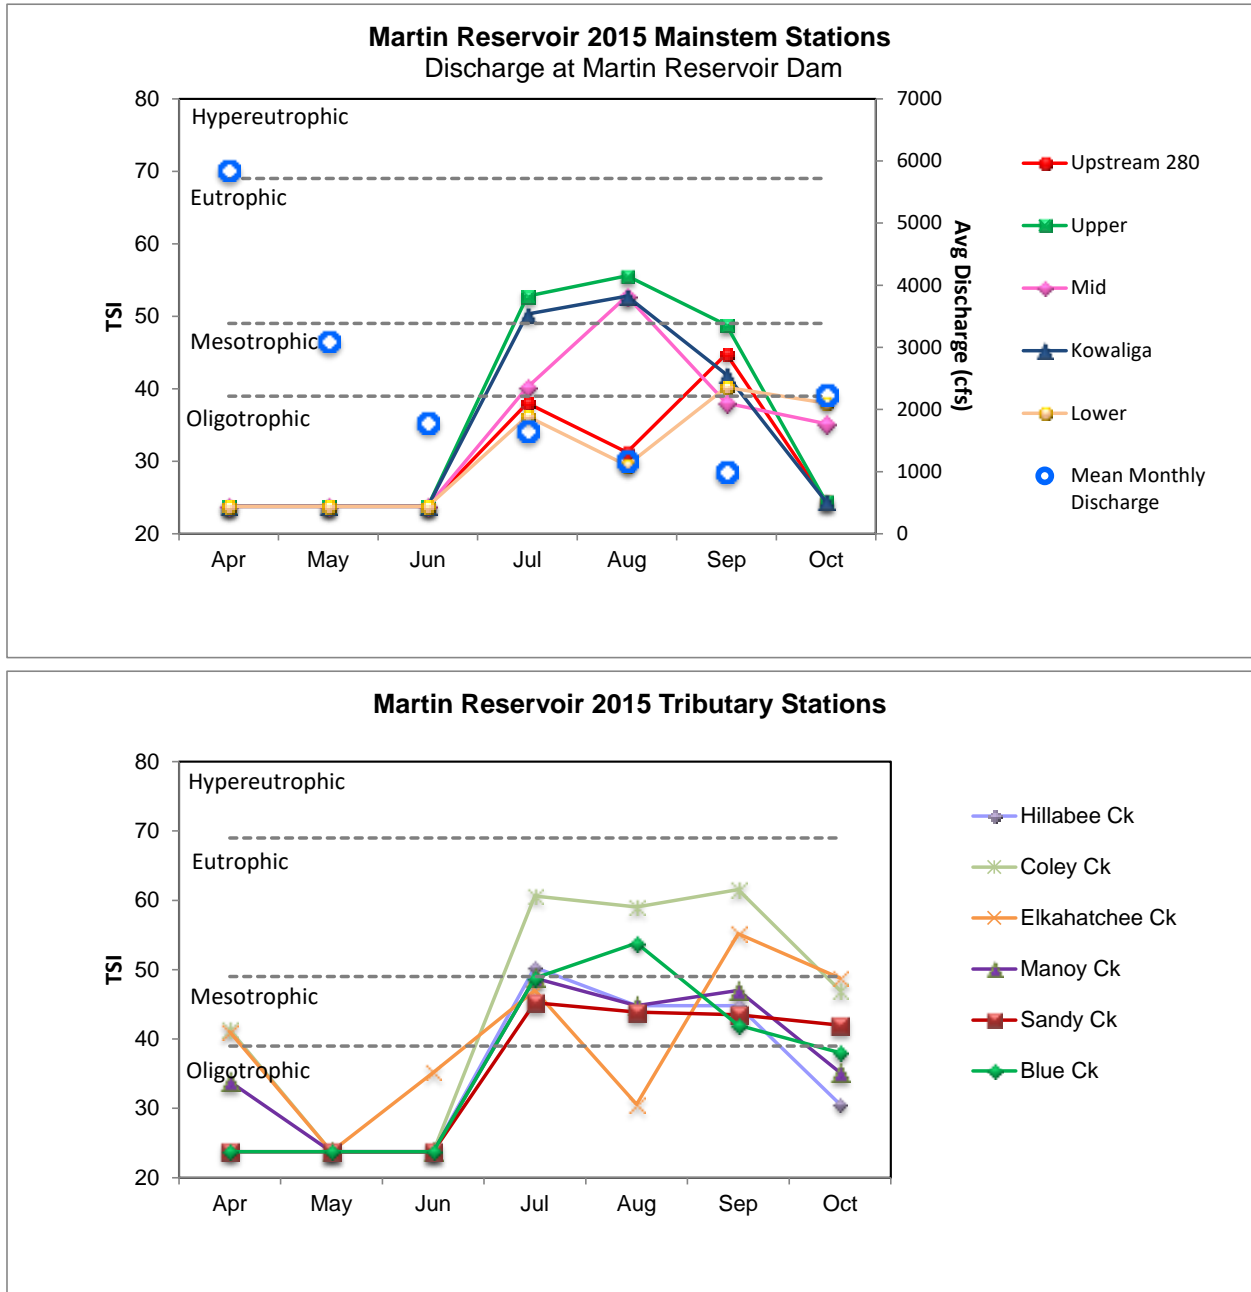 Martin Reservoir 2015 Mainstem Stations
Discharge at Martin Reservoir Dam
80
70
60
50
40
30
20
TSI
Hypereutrophic
Eutrophic
Mesotrophic
Oligotrophic
7000
6000
5000
4000
3000
2000
1000
0
Avg Discharge (cfs)
Apr May Jun Jul Aug Sep Oct
Upstream 280
Upper
Mid
Kowaliga
Lower
Mean Monthly
Discharge
Martin Reservoir 2015 Tributary Stations
80
70
60
50
40
30
20
TSI
Hypereutrophic
Eutrophic
Mesotrophic
Oligotrophic
Apr May Jun Jul Aug Sep Oct
Hillabee Ck
Coley Ck
Elkahatchee Ck
Manoy Ck
Sandy Ck
Blue Ck